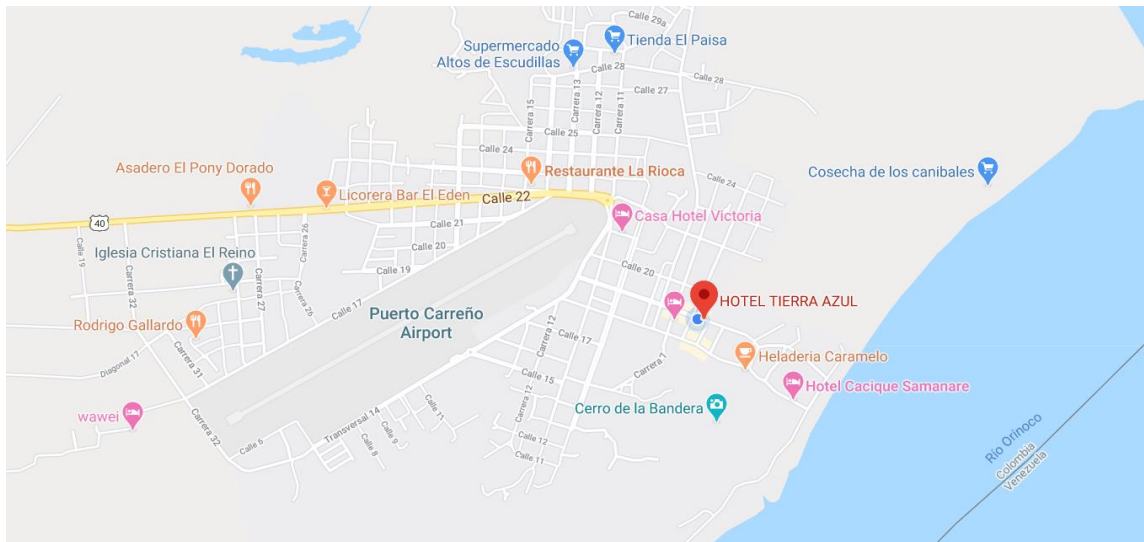 Calle 29a
Supermercado
Altos de Escudillas
Tienda El Paisa
Calle 28
Calle 28
Carrera 13
Carrera 12
Carrera 11
Calle 27
Carrera 15
Calle 25
Calle 24
Asadero El Pony Dorado
Restaurante La Rioca
Cosecha de los canibales
Calle 24
Licorera Bar El Eden
Calle 22
40
Casa Hotel Victoria
Calle 21
Calle 19
Carrera 26
Calle 20
Iglesia Cristiana El Reino
Calle 19
Calle 20
Carrera 32
Carrera 27
Carrera 26
Calle 17
HOTEL TIERRA AZUL
Puerto Carreño
Airport
Rodrigo Gallardo
Carrera 12
Calle 17
Diagonal 17
Carrera 31
Heladeria Caramelo
Calle 15
Carrera 7
Hotel Cacique Samanare
wawei
Cerro de la Bandera
Carrera 32
Calle 6
Transversal 14
Calle 11
Calle 9
Calle 8
Carrera 12
Calle 12
Calle 11
Río Orinoco
Colombia
Venezuela